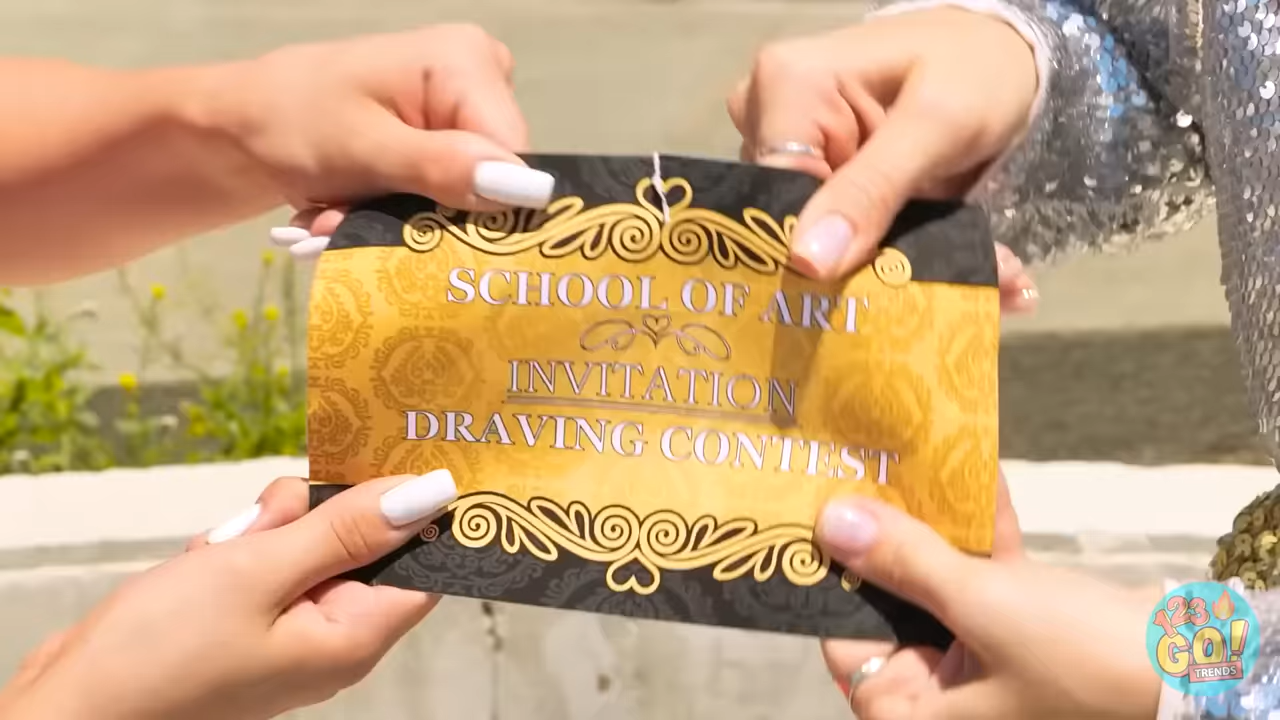 SCHOOL OF ART
INVITATION
DRAVING CONTEST
123
GO!
TRENDS